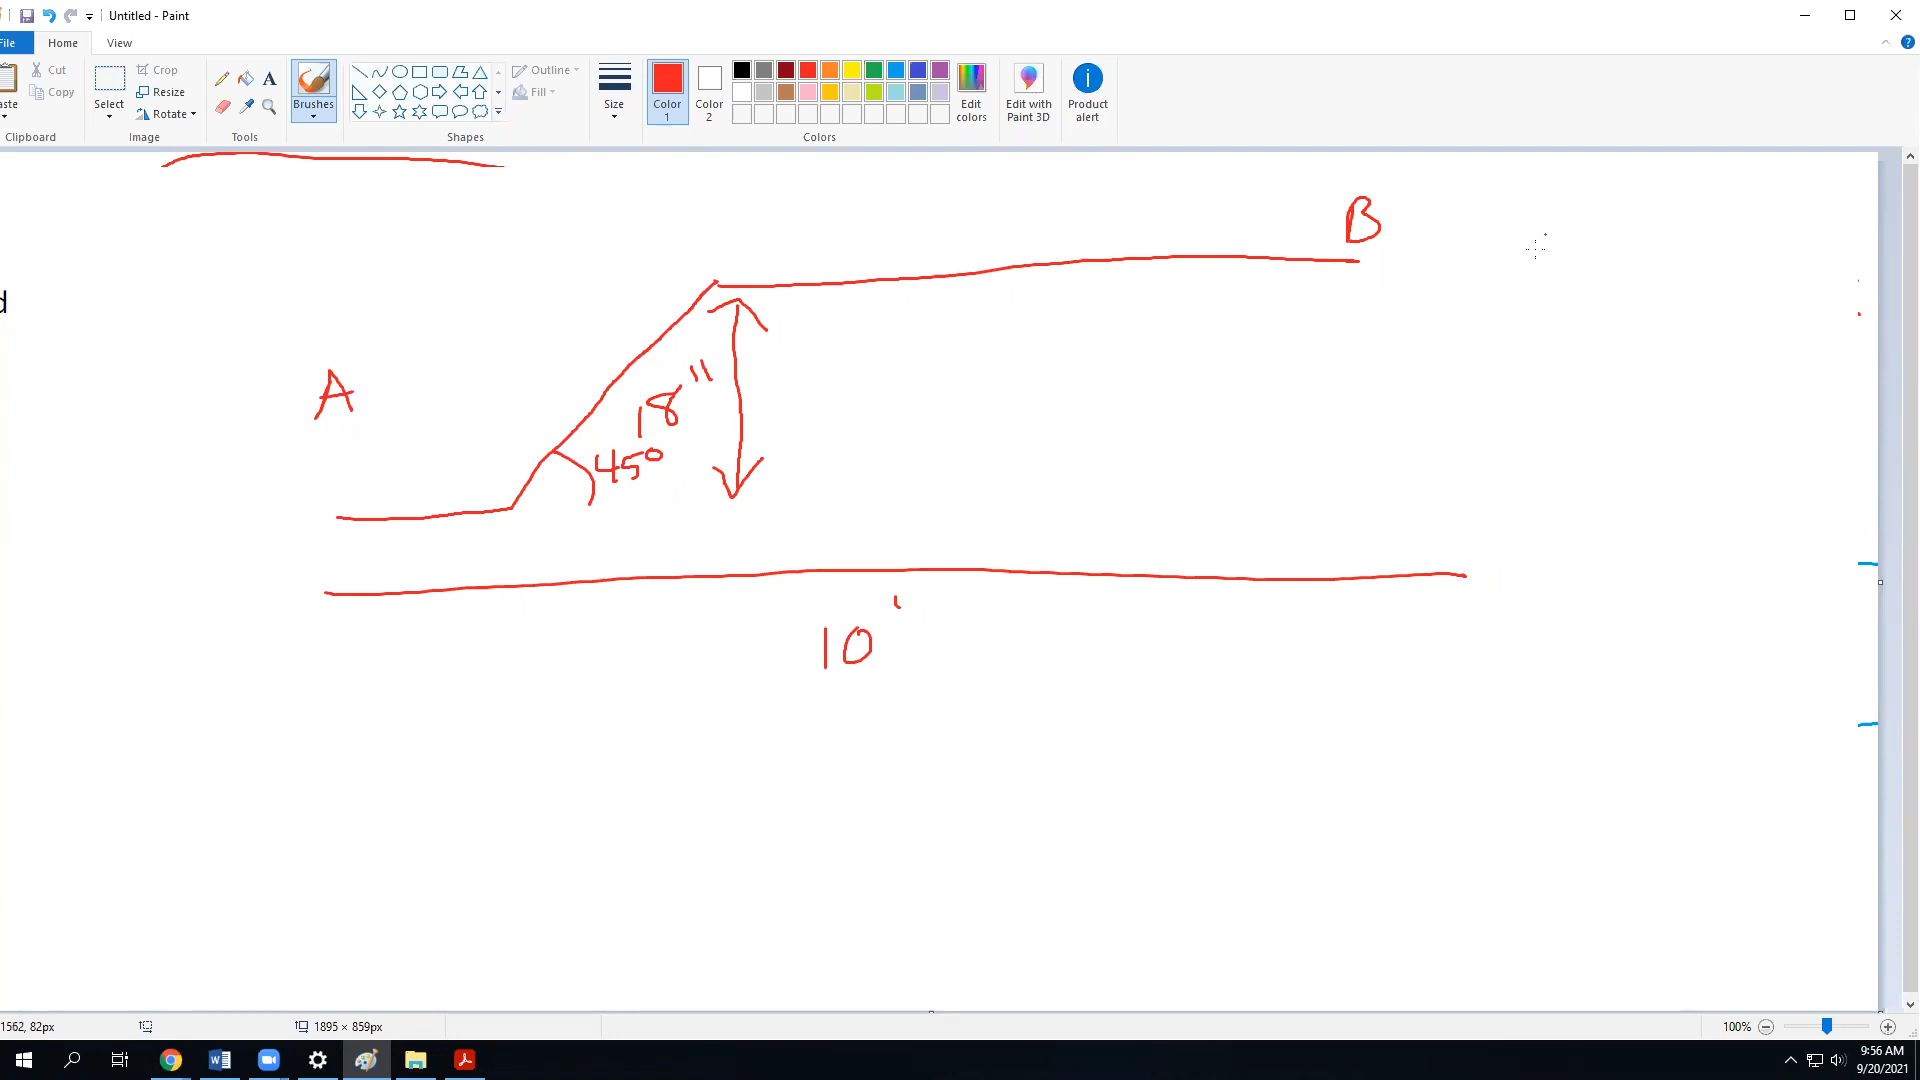 Untitled - Paint
File
Home
View
Cut
Copy
aste
Clipboard
Select
Crop
Resize
Rotate
Image
Tools
Brushes
Shapes
Outline
Fill
Size
Color
1
Color
2
Edit
colors
Edit with
Paint 3D
Product
alert
Colors
B
d
A
18"
45°
10'
1562, 82px
1895 × 859px
100%
9:56 AM
9/20/2021